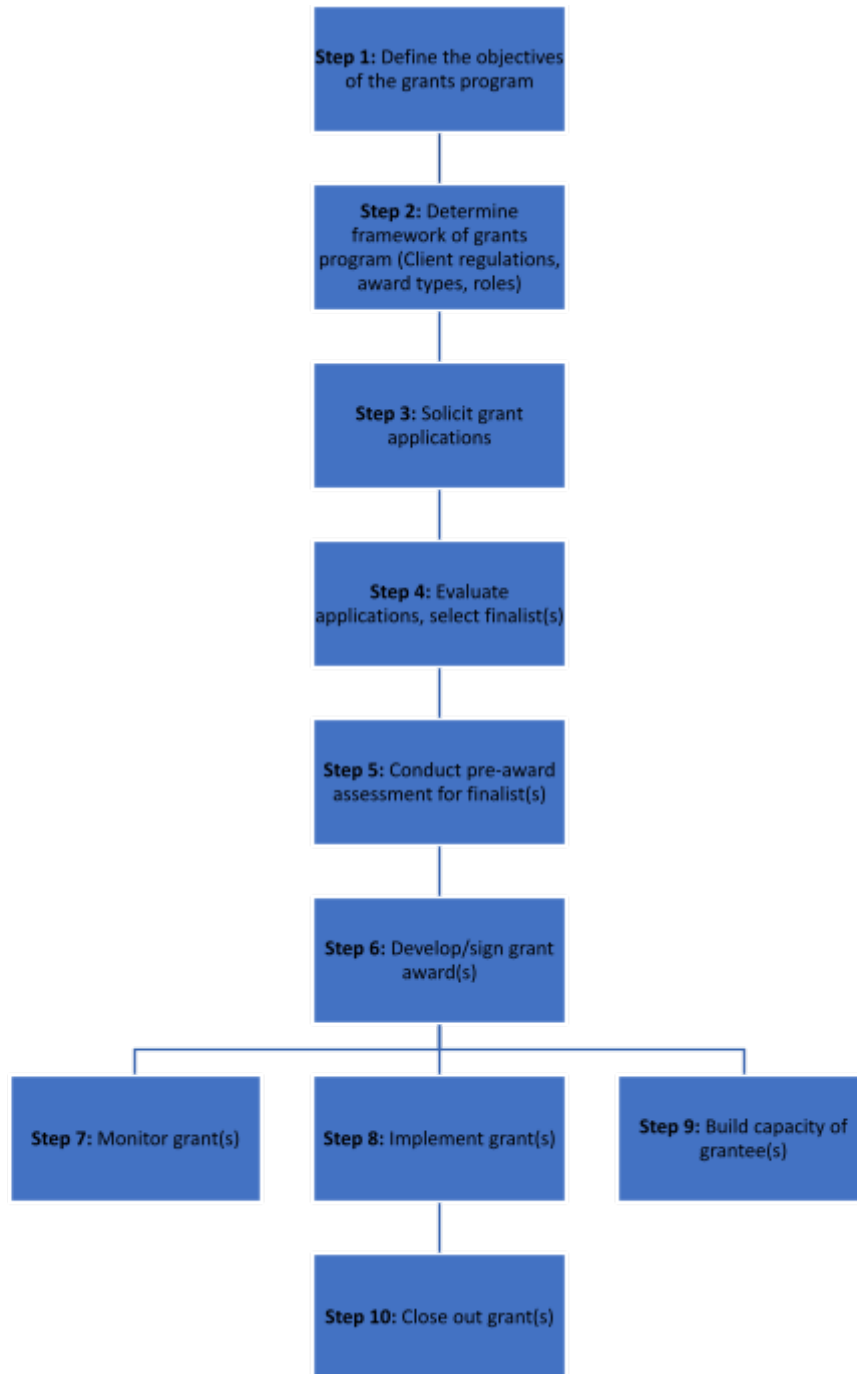 Step 1: Define the objectives
of the grants program
Step 2: Determine
framework of grants
program (Client regulations,
award types, roles)
Step 3: Solicit grant
applications
Step 4: Evaluate
applications, select finalist(s)
Step 5: Conduct pre-award
assessment for finalist(s)
Step 6: Develop/sign grant
award(s)
Step 7: Monitor grant(s)
Step 8: Implement grant(s)
Step 9: Build capacity of
grantee(s)
Step 10: Close out grant(s)